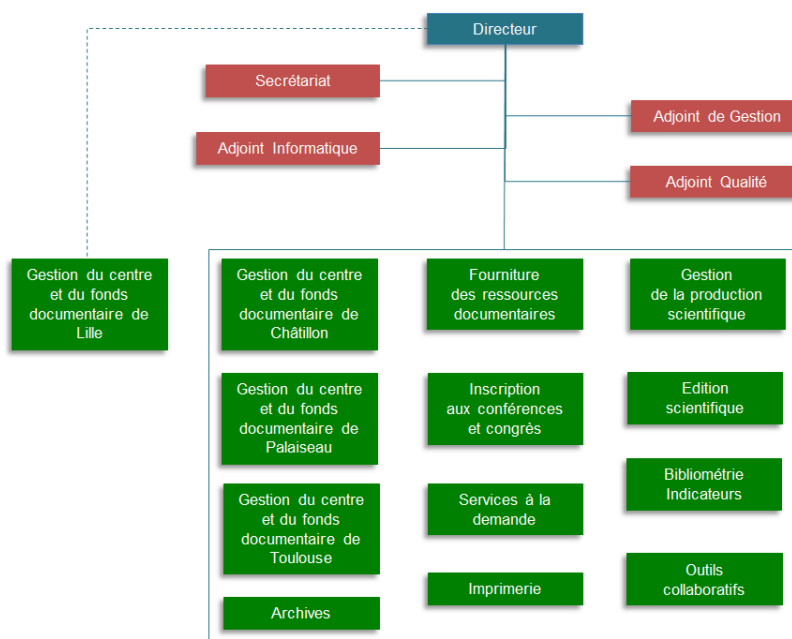 Directeur
Secrétariat
Adjoint de Gestion
Adjoint Informatique
Adjoint Qualité
Gestion du centre
et du fonds
documentaire de
Lille
Gestion du centre
et du fonds
documentaire de
Châtillon
Fourniture
des ressources
documentaires
Gestion
de la production
scientifique
Gestion du centre
et du fonds
documentaire de
Palaiseau
Inscription
aux conférences
et congrès
Edition
scientifique
Gestion du centre
et du fonds
documentaire de
Toulouse
Services à la
demande
Bibliométrie
Indicateurs
Archives
Imprimerie
Outils
collaboratifs